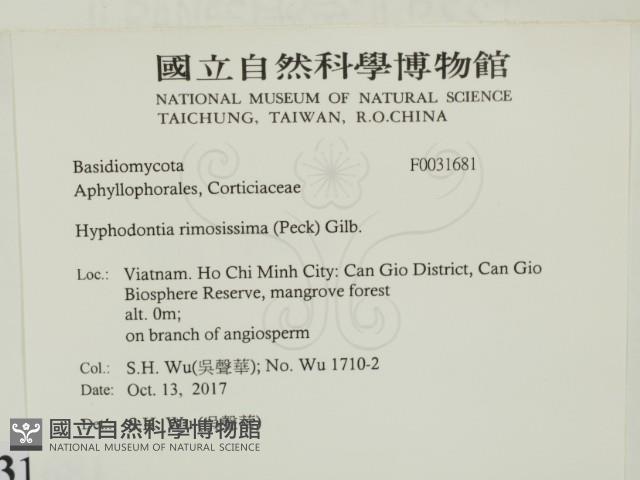 國立自然科學博物館
NATIONAL MUSEUM OF NATURAL SCIENCE
TAICHUNG, TAIWAN, R.O.CHINA
Basidiomycota F0031681
Aphyllophorales, Corticiaceae
Hyphodontia rimosissima (Peck) Gilb.
Loc.: Viatnam. Ho Chi Minh City: Can Gio District, Can Gio
Biosphere Reserve, mangrove forest
alt. 0m;
on branch of angiosperm
Col.: S.H. Wu(吳聲華); No. Wu 1710-2
Date: Oct. 13, 2017
國立自然科學博物館
NATIONAL MUSEUM OF NATURAL SCIENCE
31